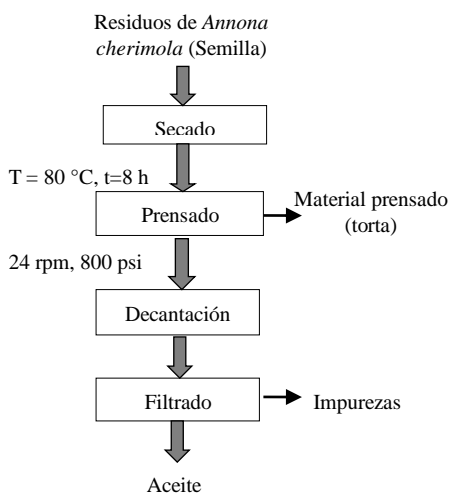 Residuos de Annona
cherimola (Semilla)
Secado
T = 80 °C, t=8 h
Prensado
Material prensado
(torta)
24 rpm, 800 psi
Decantación
Filtrado
Impurezas
Aceite